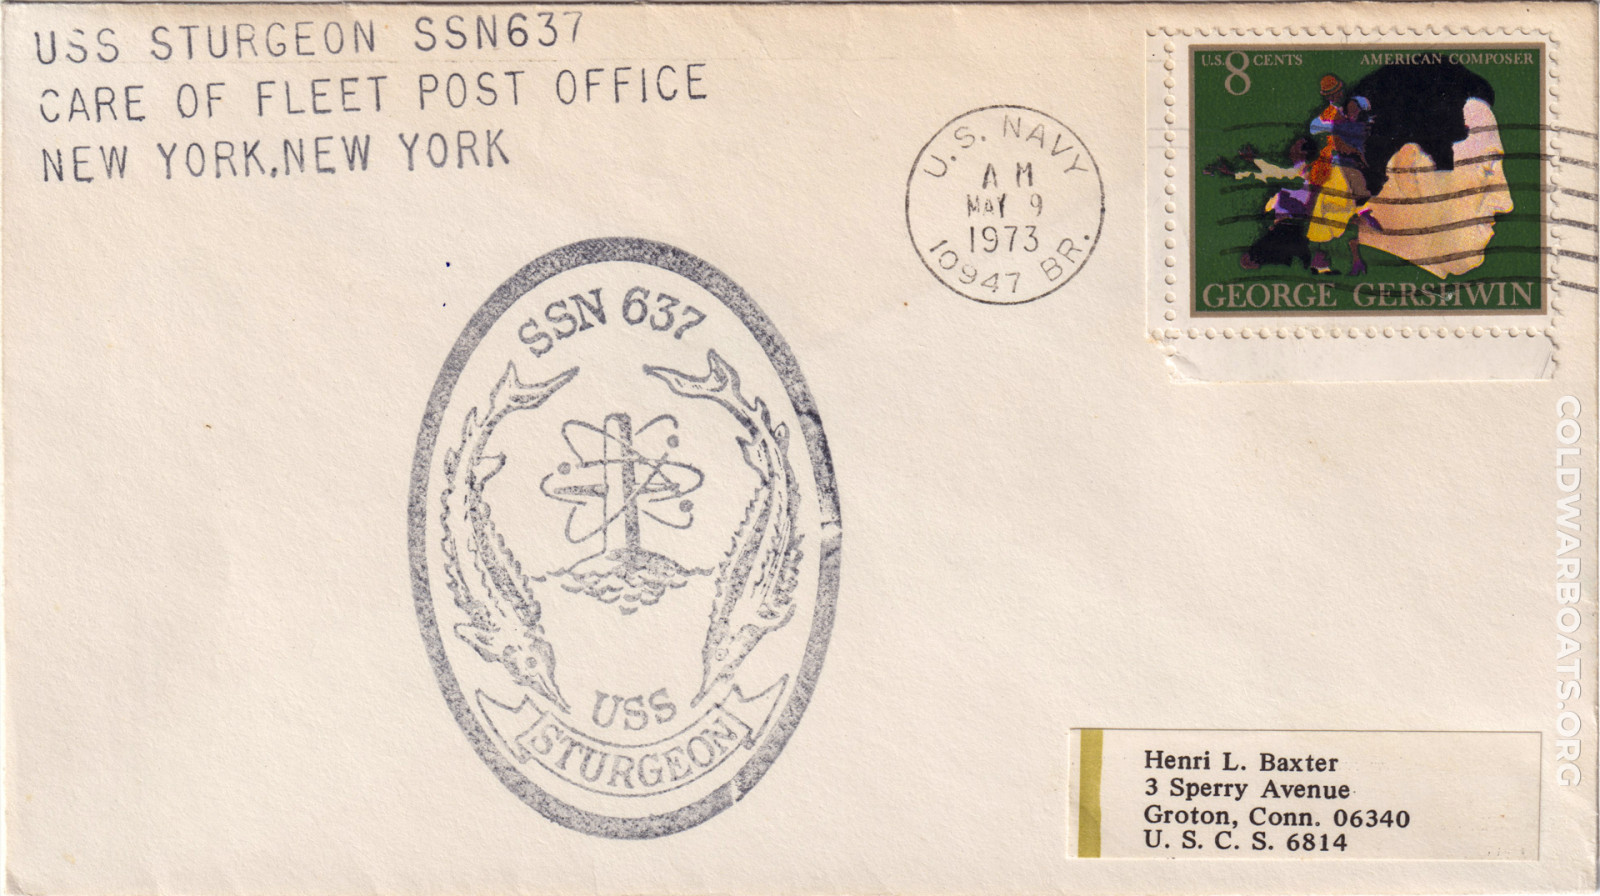 USS STURGEON SSN637
CARE OF FLEET POST OFFICE
NEW YORK, NEW YORK
U.S. NAVY
AM
MAY 9
1973
10947 BR.
U.S. 8 CENTS
AMERICAN COMPOSER
GEORGE GERSHWIN
SSN 637
USS
STURGEON
Henri L. Baxter
3 Sperry Avenue
Groton, Conn. 06340
U. S. C. S. 6814
COLDWARBOATS.ORG